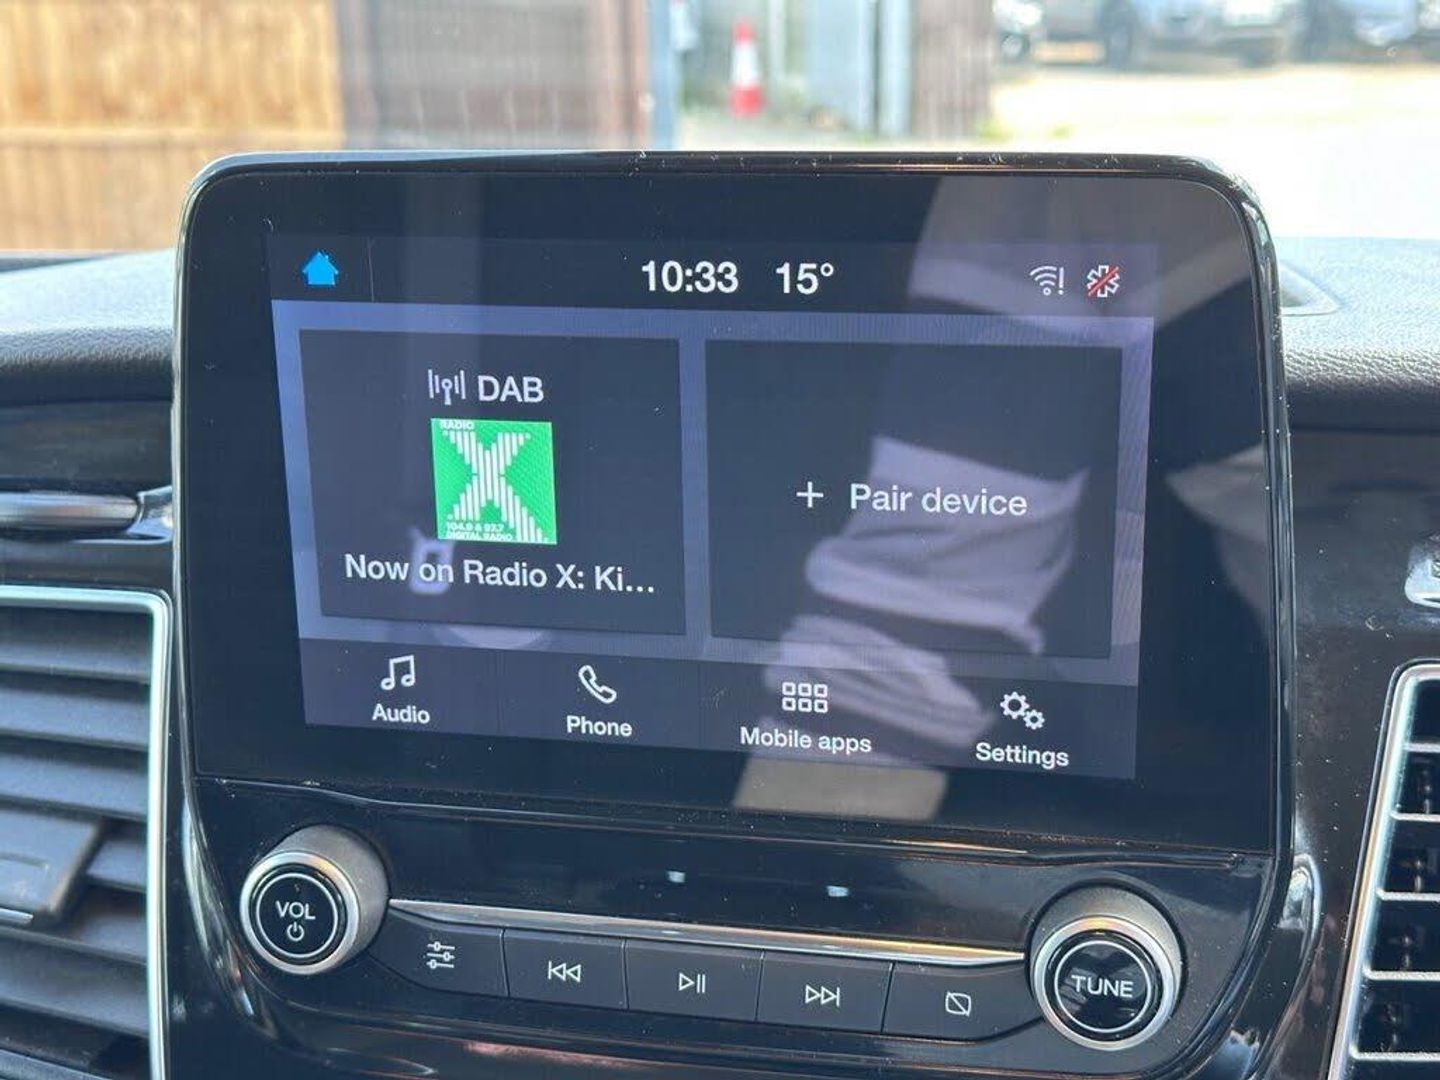 10:33 15°
DAB
RADIO
X
104.9 & 97.7
DIGITAL RADIO
Now on Radio X: Ki...
+ Pair device
Audio
Phone
Mobile apps
Settings
VOL
TUNE